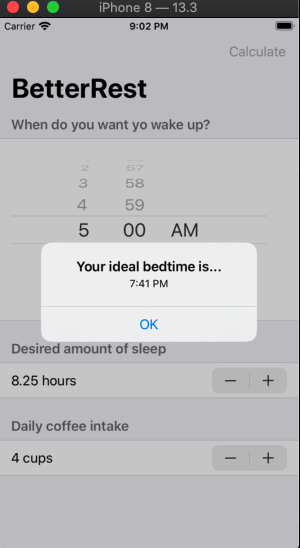 iPhone 8 — 13.3
Carrier 9:02 PM
Calculate
BetterRest
When do you want yo wake up?
2 57
3 58
4 59
5 00 AM
Your ideal bedtime is...
7:41 PM
OK
Desired amount of sleep
8.25 hours − +
Daily coffee intake
4 cups − +